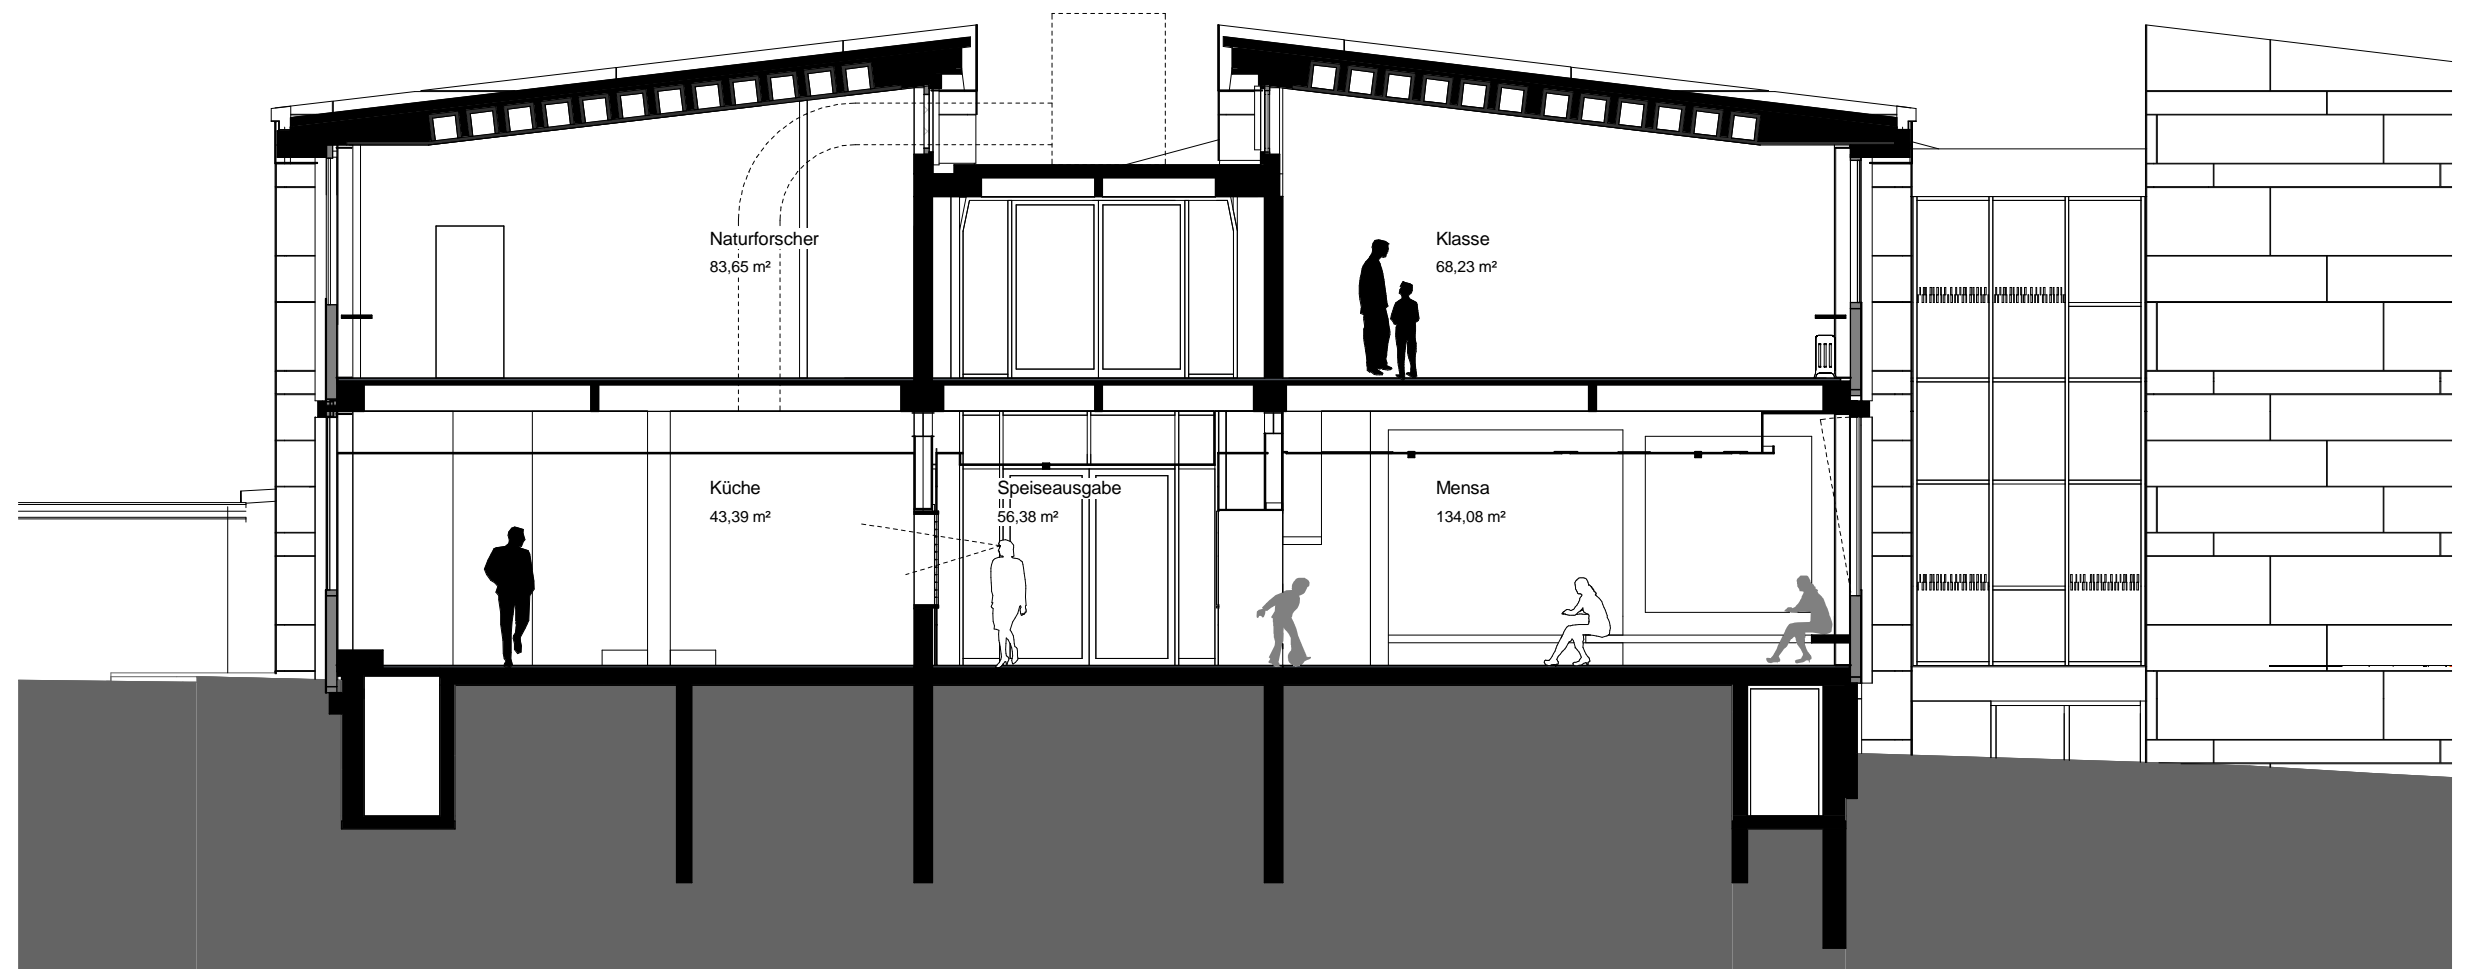 Naturforscher
83,65 m²
Klasse
68,23 m²
Küche
43,39 m²
Speiseausgabe
56,38 m²
Mensa
134,08 m²